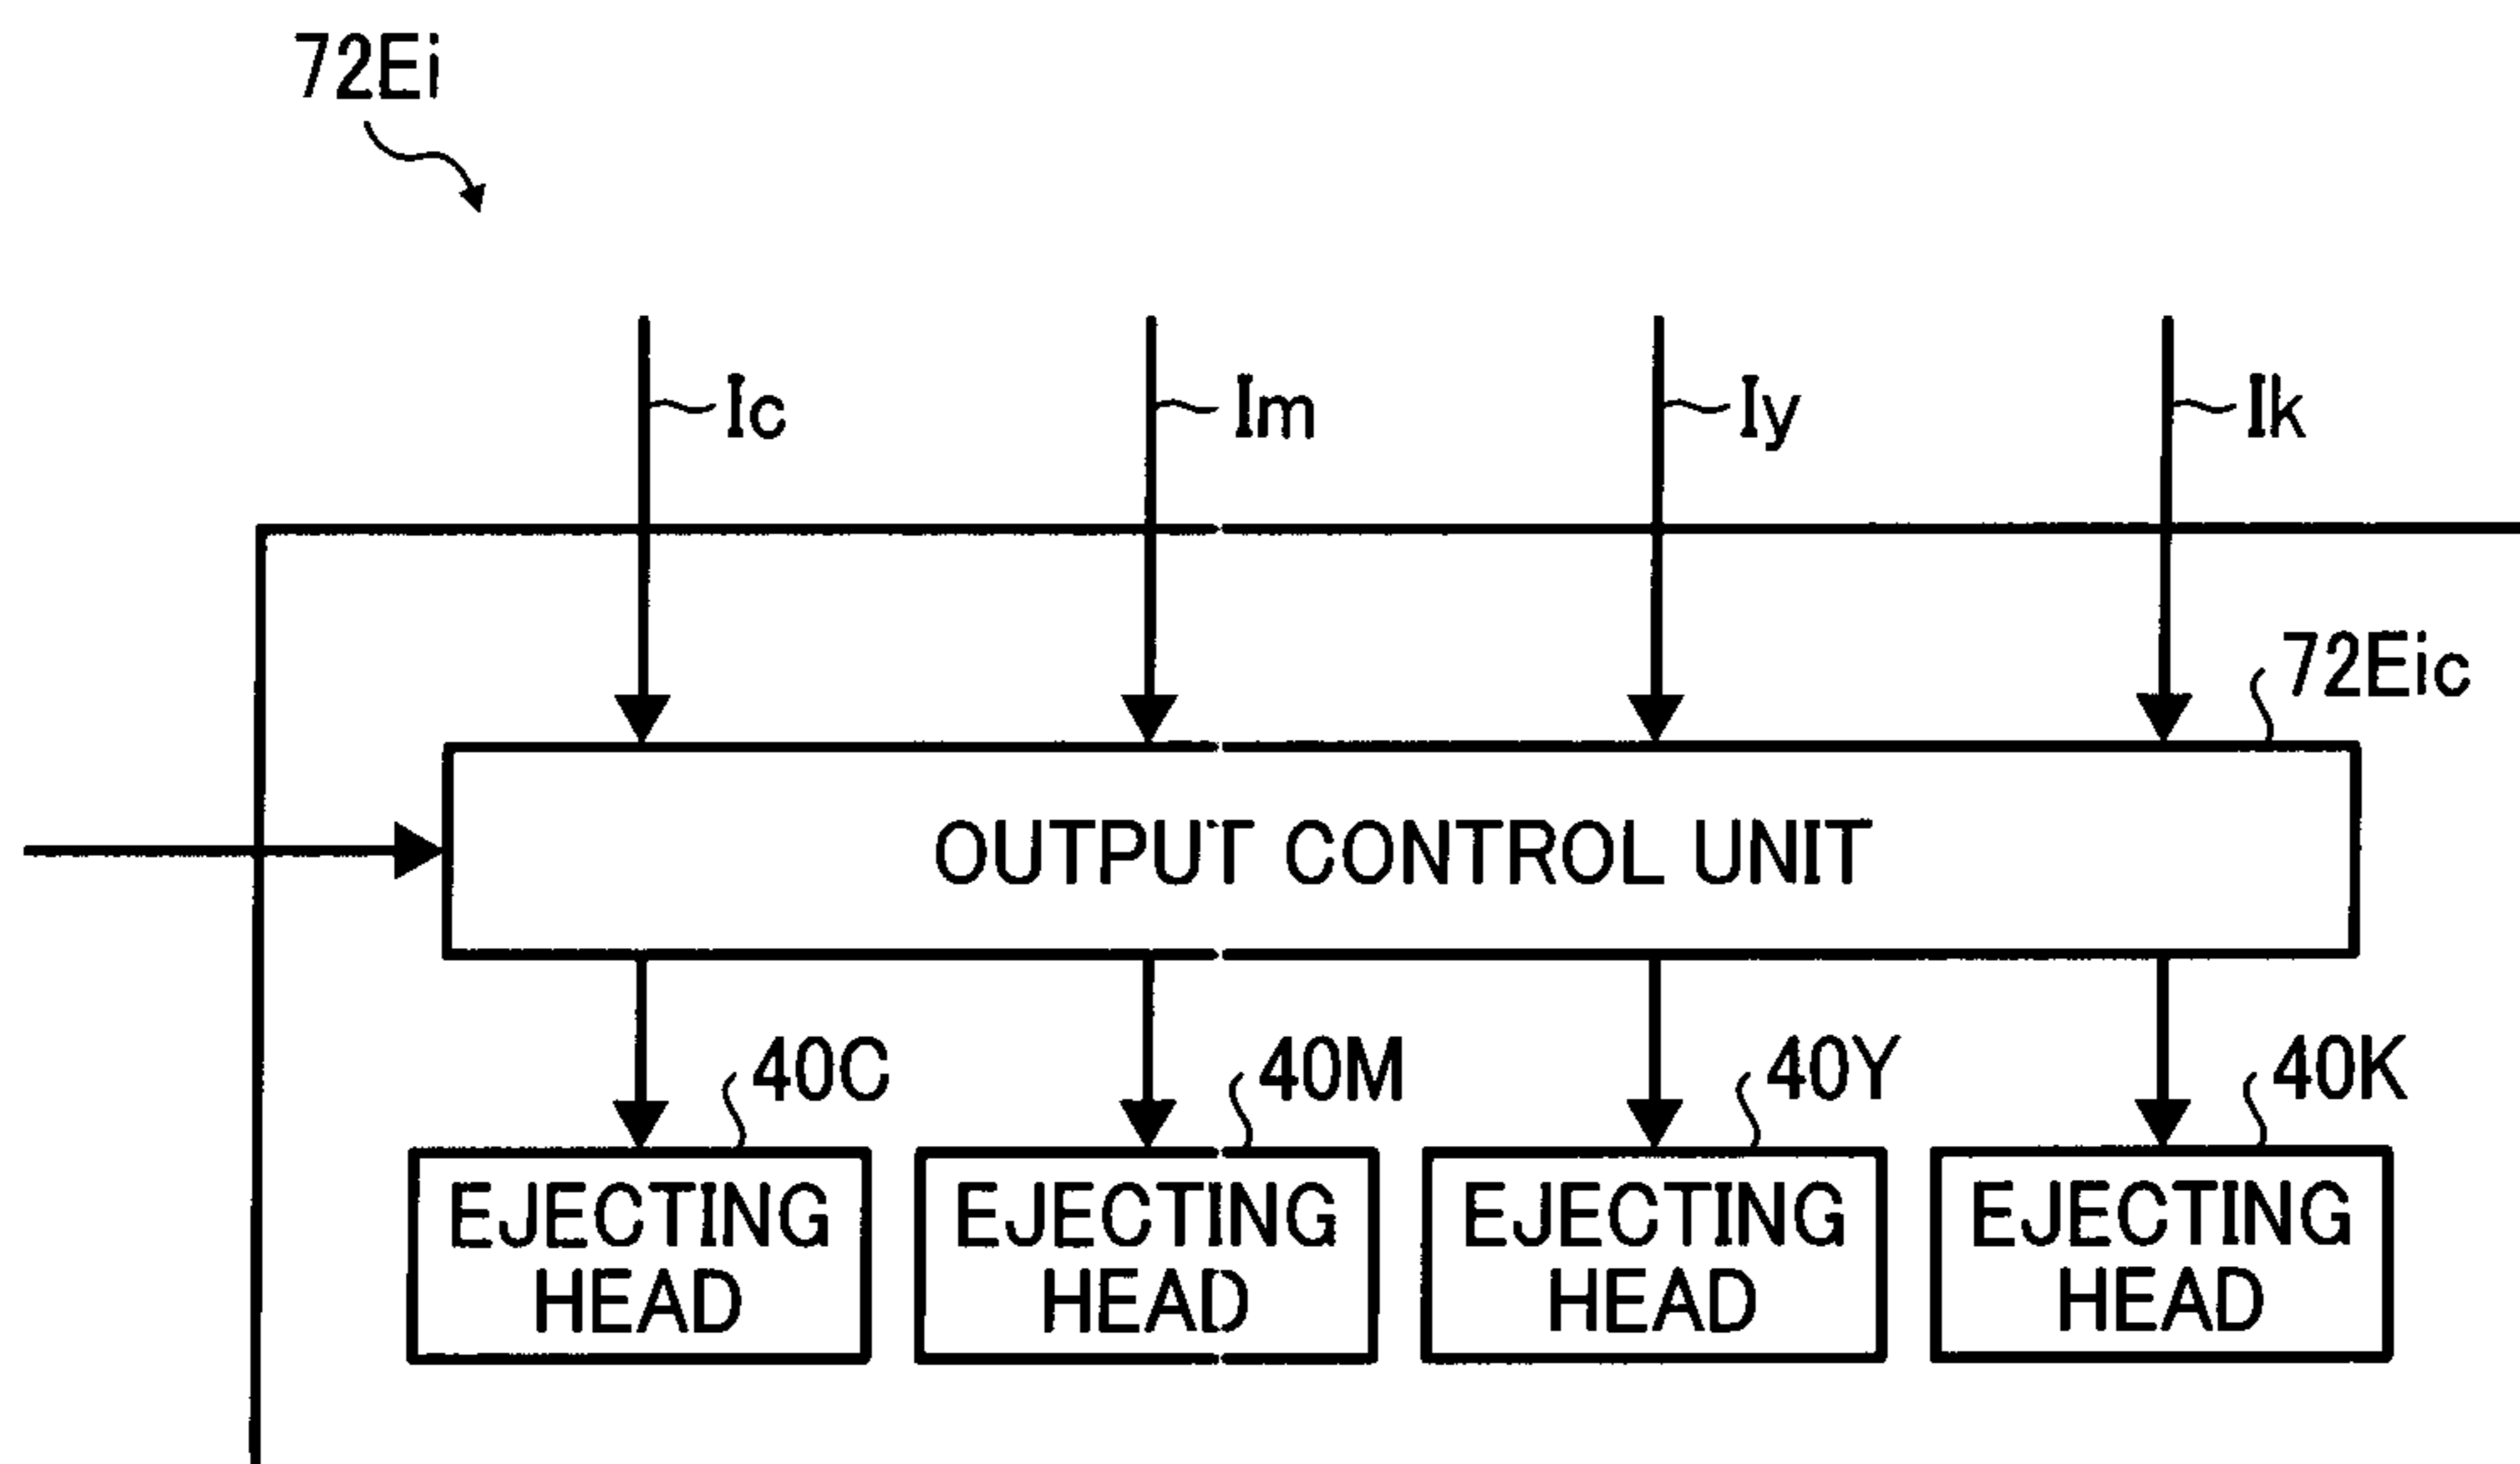 72Ei
Ic
Im
Iy
Ik
72Eic
OUTPUT CONTROL UNIT
40C
40M
40Y
40K
EJECTING
HEAD
EJECTING
HEAD
EJECTING
HEAD
EJECTING
HEAD